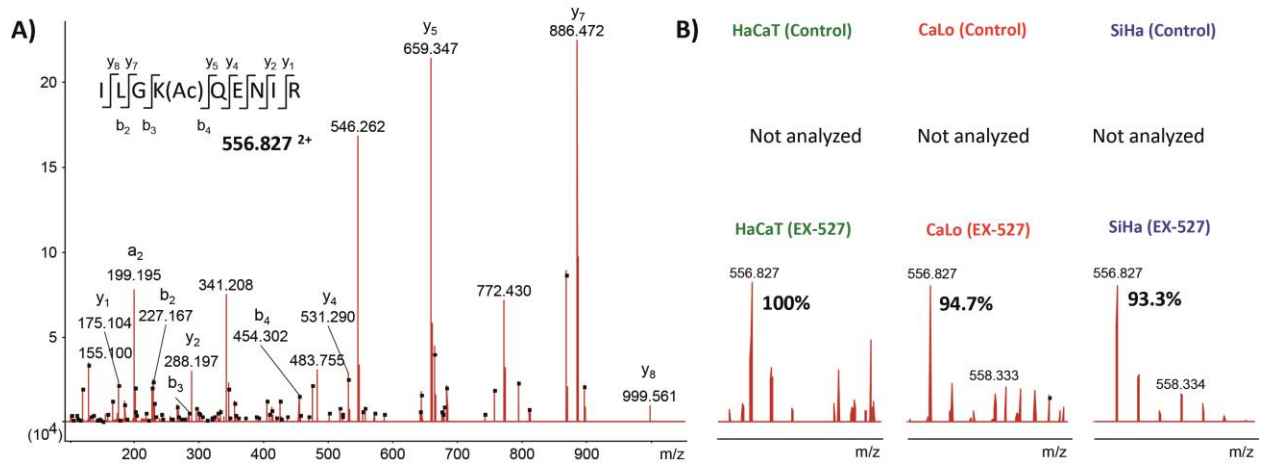 A)
y5
659.347
y7
886.472
20
15
10
5
(10⁴)
y8 y7 y5 y4 y2 y1
ILGK(Ac)QENIR
b2 b3 b4
556.827 2+
546.262
a2
199.195
y1
175.104
155.100
b2
227.167
341.208
y2
288.197
b3
b4
454.302
483.755
y4
531.290
772.430
y8
999.561
200 300 400 500 600 700 800 900 m/z
B)
HaCaT (Control) CaLo (Control) SiHa (Control)
Not analyzed Not analyzed Not analyzed
HaCaT (EX-527) CaLo (EX-527) SiHa (EX-527)
556.827 556.827 556.827
100% 94.7% 93.3%
558.333 558.334
m/z m/z m/z